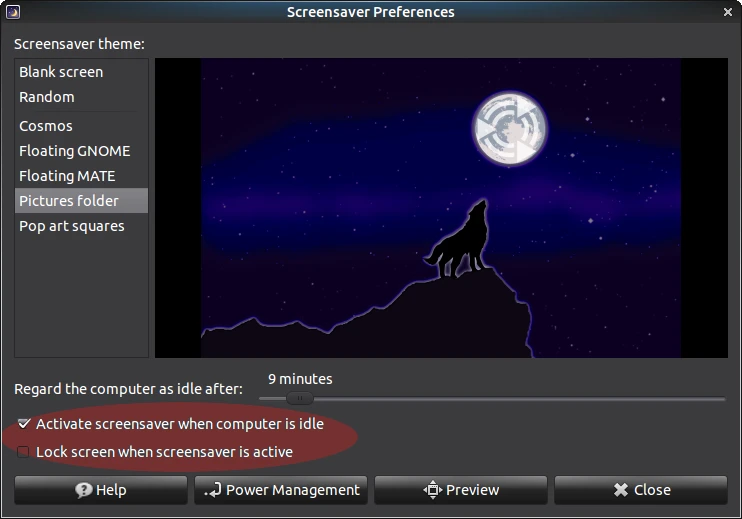 Screensaver Preferences
Screensaver theme:
Blank screen
Random
Cosmos
Floating GNOME
Floating MATE
Pictures folder
Pop art squares
Regard the computer as idle after:
9 minutes
Activate screensaver when computer is idle
Lock screen when screensaver is active
Help
Power Management
Preview
Close